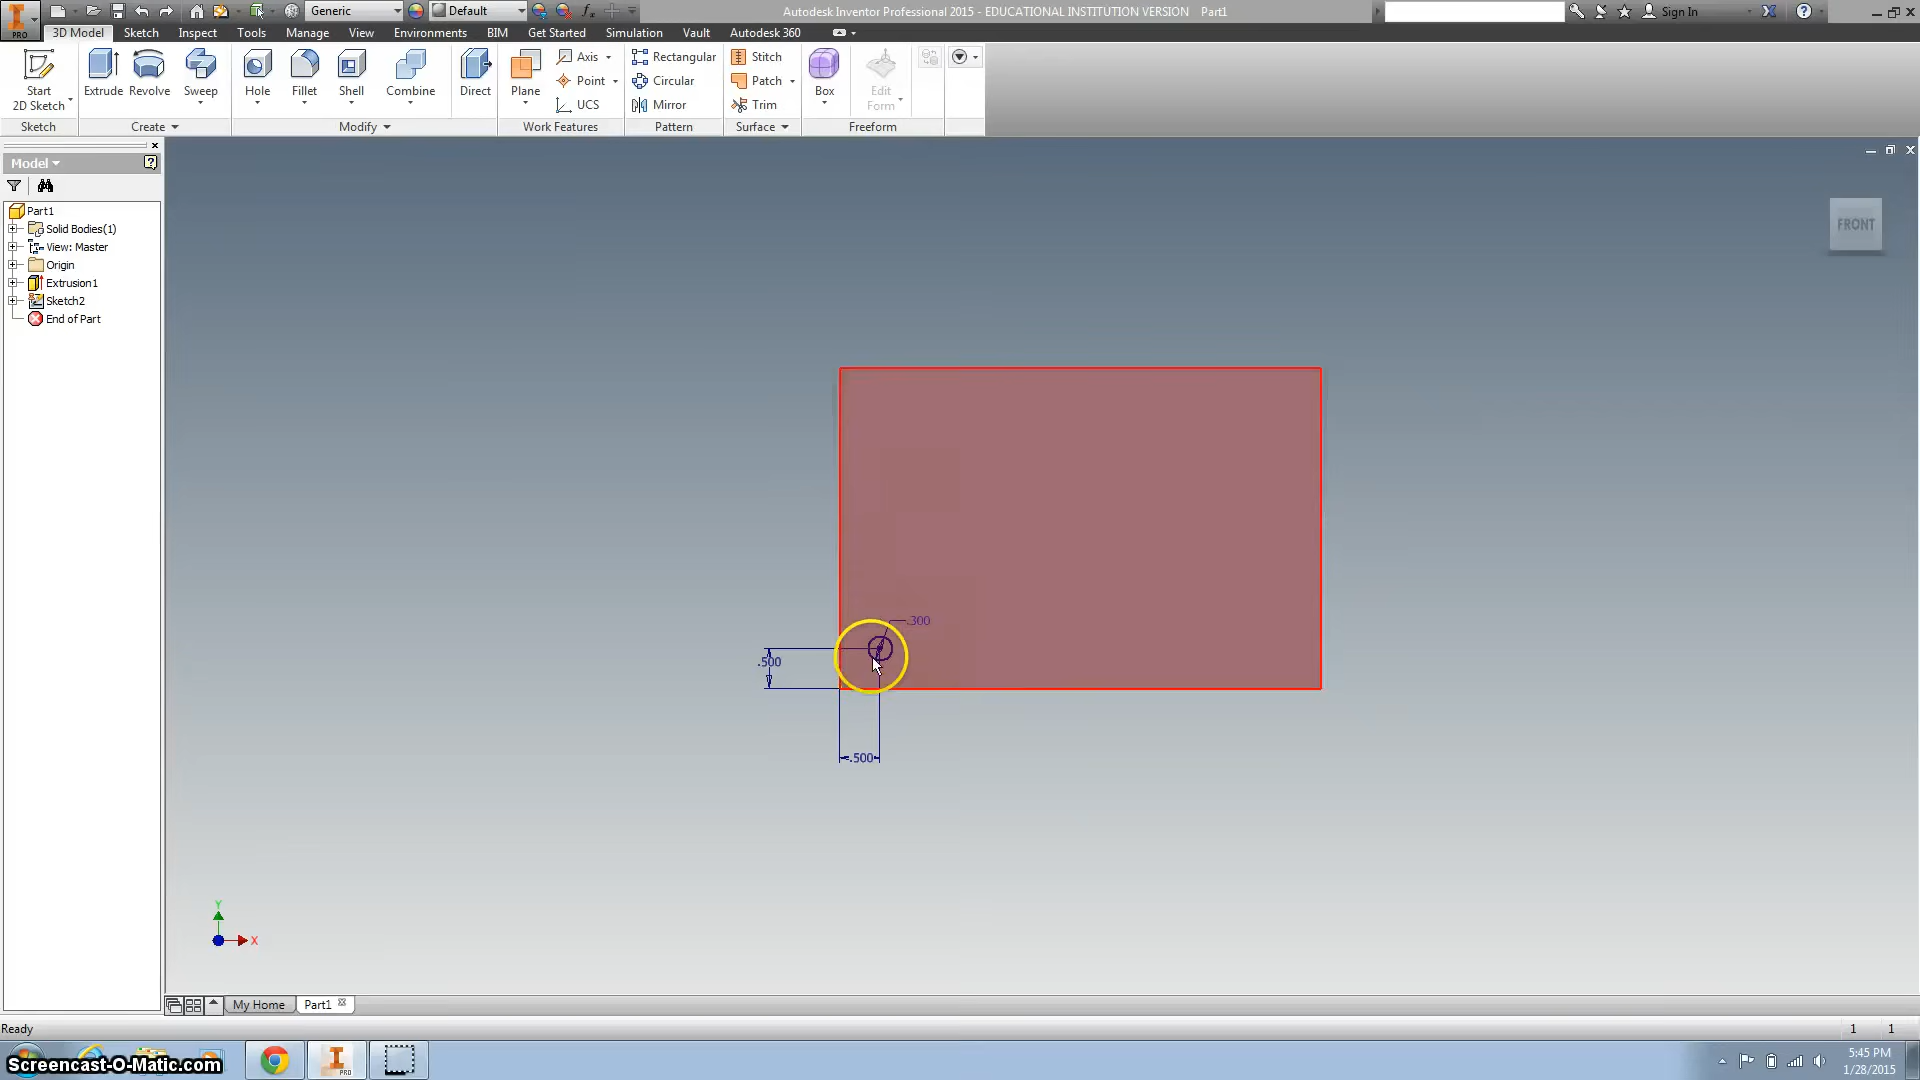 Generic
Default
Autodesk Inventor Professional 2015 - EDUCATIONAL INSTITUTION VERSION Part1
Sign In
PRO
3D Model Sketch Inspect Tools Manage View Environments BIM Get Started Simulation Vault Autodesk 360
Start 2D Sketch
Extrude Revolve Sweep
Hole Fillet Shell Combine
Direct
Plane
Axis
Point
UCS
Rectangular
Circular
Mirror
Stitch
Patch
Trim
Box
Edit Form
Sketch Create Modify Work Features Pattern Surface Freeform
Model
Part1
Solid Bodies(1)
View: Master
Origin
Extrusion1
Sketch2
End of Part
FRONT
.300
.500
.500
Y
X
My Home Part1
Ready
1 1
Screencast-O-Matic.com
PRO
5:45 PM
1/28/2015